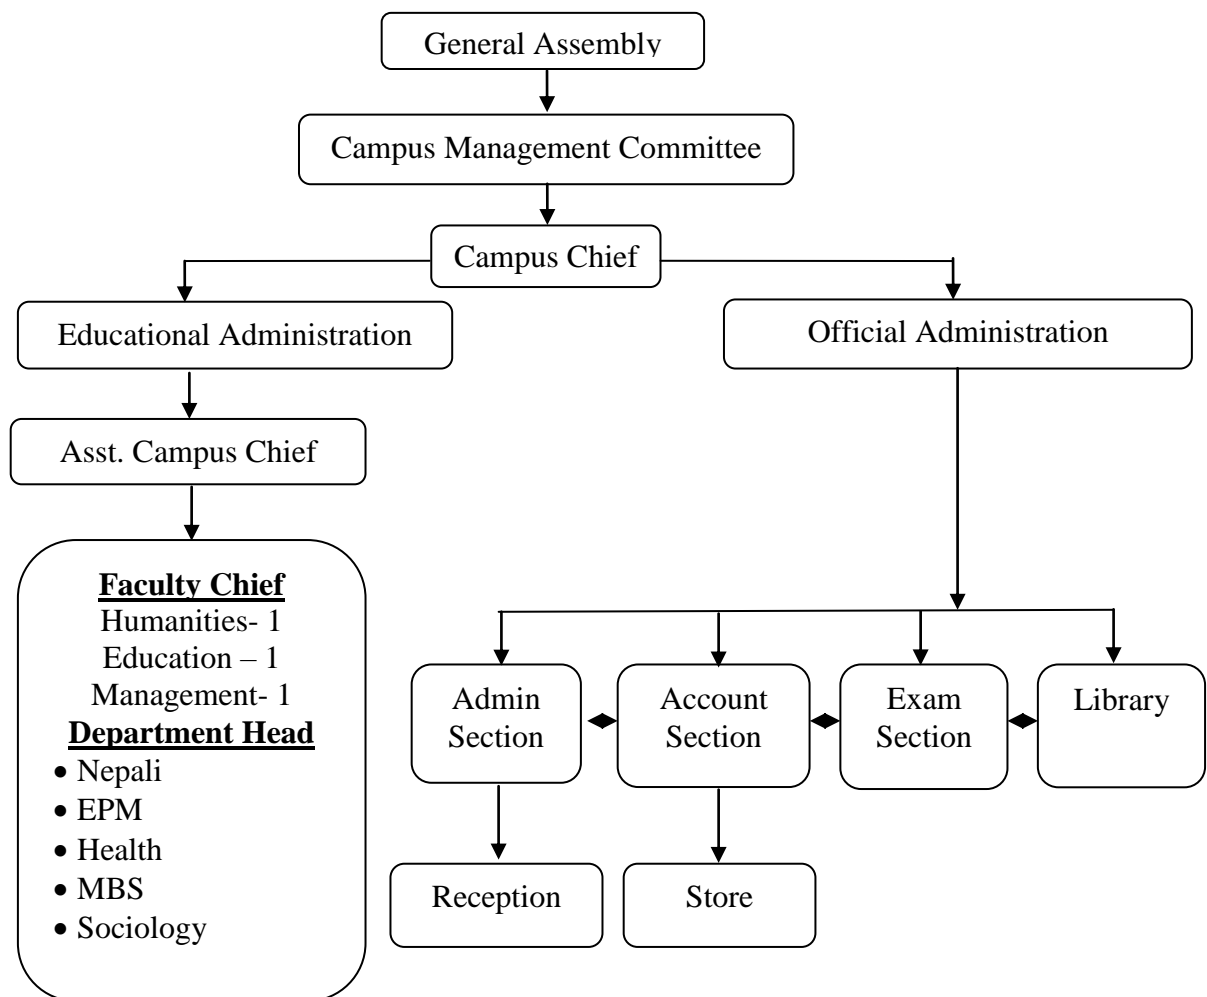 General Assembly
Campus Management Committee
Campus Chief
Educational Administration
Official Administration
Asst. Campus Chief
Faculty Chief
Humanities- 1
Education – 1
Management- 1
Department Head
• Nepali
• EPM
• Health
• MBS
• Sociology
Admin
Section
Account
Section
Exam
Section
Library
Reception
Store